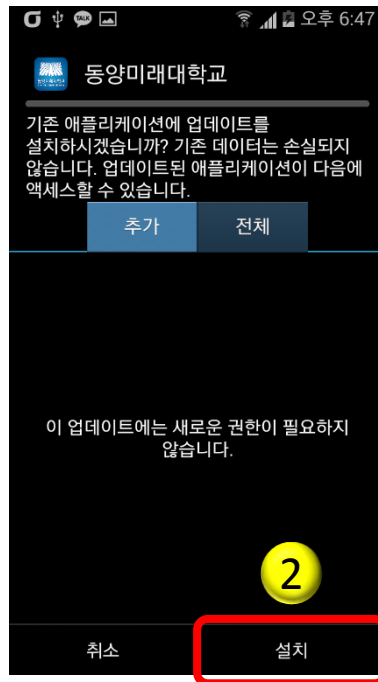 TALK
오후 6:47
동양미래대학교
기존 애플리케이션에 업데이트를
설치하시겠습니까? 기존 데이터는 손실되지
않습니다. 업데이트된 애플리케이션이 다음에
액세스할 수 있습니다.
추가 전체
이 업데이트에는 새로운 권한이 필요하지
않습니다.
2
취소 설치